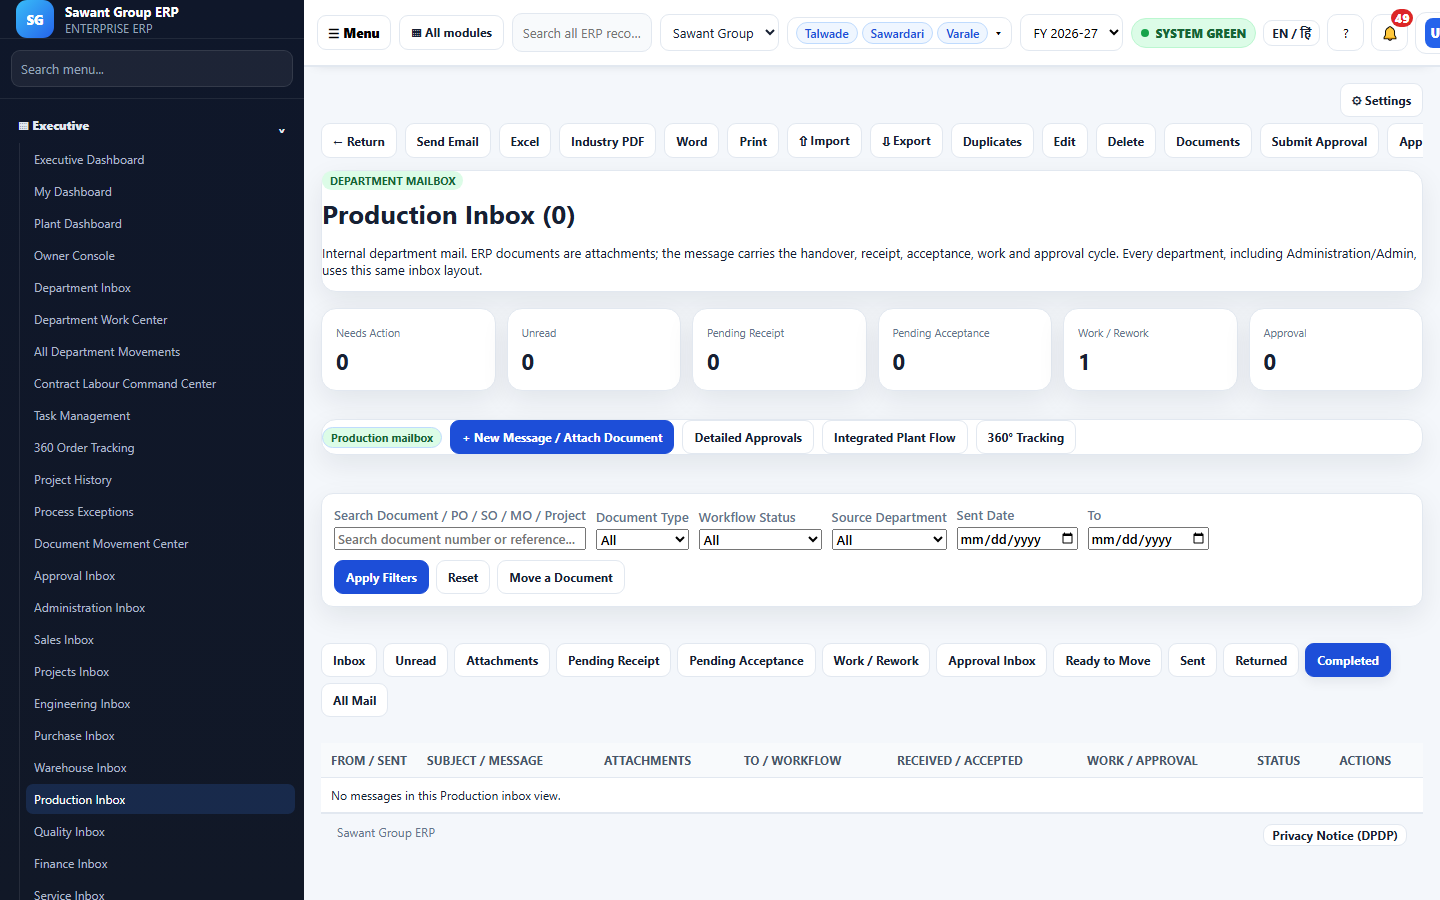 SG
Sawant Group ERP
ENTERPRISE ERP
Search menu...
Executive
Executive Dashboard
My Dashboard
Plant Dashboard
Owner Console
Department Inbox
Department Work Center
All Department Movements
Contract Labour Command Center
Task Management
360 Order Tracking
Project History
Process Exceptions
Document Movement Center
Approval Inbox
Administration Inbox
Sales Inbox
Projects Inbox
Engineering Inbox
Purchase Inbox
Warehouse Inbox
Production Inbox
Quality Inbox
Finance Inbox
Service Inbox
☰ Menu
All modules
Search all ERP reco...
Sawant Group
Talwade Sawardari Varale
FY 2026-27
SYSTEM GREEN
EN / हिं
?
49
U
⚙ Settings
← Return
Send Email
Excel
Industry PDF
Word
Print
⇧ Import
⇩ Export
Duplicates
Edit
Delete
Documents
Submit Approval
App
DEPARTMENT MAILBOX
Production Inbox (0)
Internal department mail. ERP documents are attachments; the message carries the handover, receipt, acceptance, work and approval cycle. Every department, including Administration/Admin,
uses this same inbox layout.
Needs Action
0
Unread
0
Pending Receipt
0
Pending Acceptance
0
Work / Rework
1
Approval
0
Production mailbox
+ New Message / Attach Document
Detailed Approvals
Integrated Plant Flow
360° Tracking
Search Document / PO / SO / MO / Project
Search document number or reference...
Document Type
All
Workflow Status
All
Source Department
All
Sent Date
mm/dd/yyyy
To
mm/dd/yyyy
Apply Filters
Reset
Move a Document
Inbox
Unread
Attachments
Pending Receipt
Pending Acceptance
Work / Rework
Approval Inbox
Ready to Move
Sent
Returned
Completed
All Mail
FROM / SENT SUBJECT / MESSAGE ATTACHMENTS TO / WORKFLOW RECEIVED / ACCEPTED WORK / APPROVAL STATUS ACTIONS
No messages in this Production inbox view.
Sawant Group ERP
Privacy Notice (DPDP)